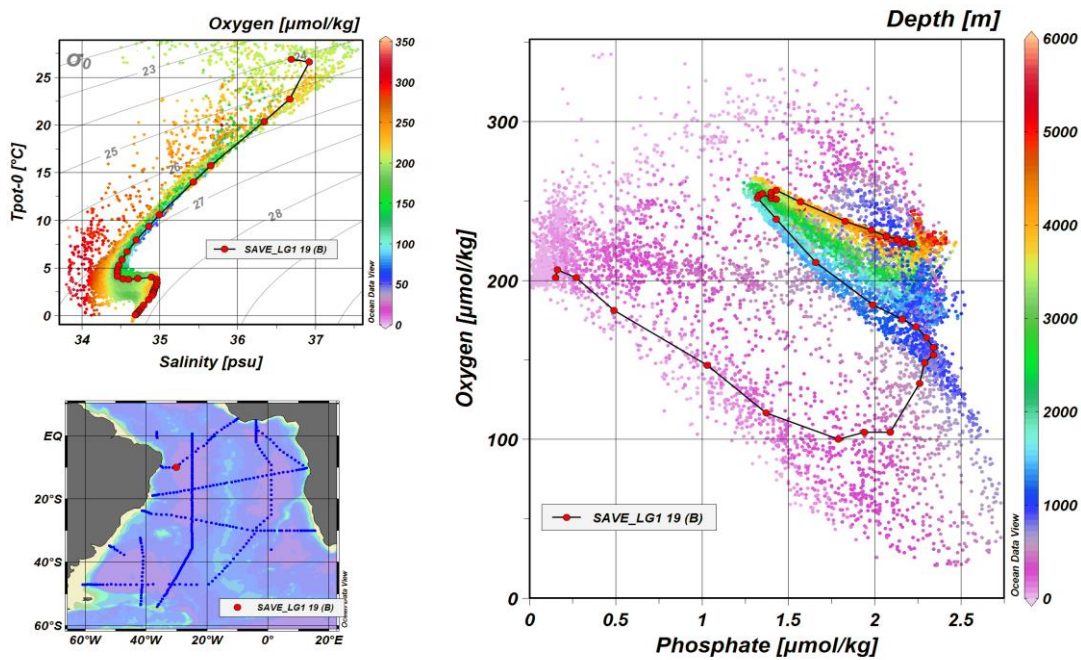 Oxygen [µmol/kg]
σ0
23
24
25
26
27
28
25
20
15
10
5
0
Tpot-0 [°C]
34
35
36
37
Salinity [psu]
SAVE_LG1 19 (B)
350
300
250
200
150
100
50
0
Ocean Data View
EQ
20°S
40°S
60°S
60°W
40°W
20°W
0°
20°E
SAVE_LG1 19 (B)
Ocean Data View
Depth [m]
6000
5000
4000
3000
2000
1000
0
Oxygen [µmol/kg]
300
200
100
0
0
0.5
1
1.5
2
2.5
Phosphate [µmol/kg]
SAVE_LG1 19 (B)
Ocean Data View